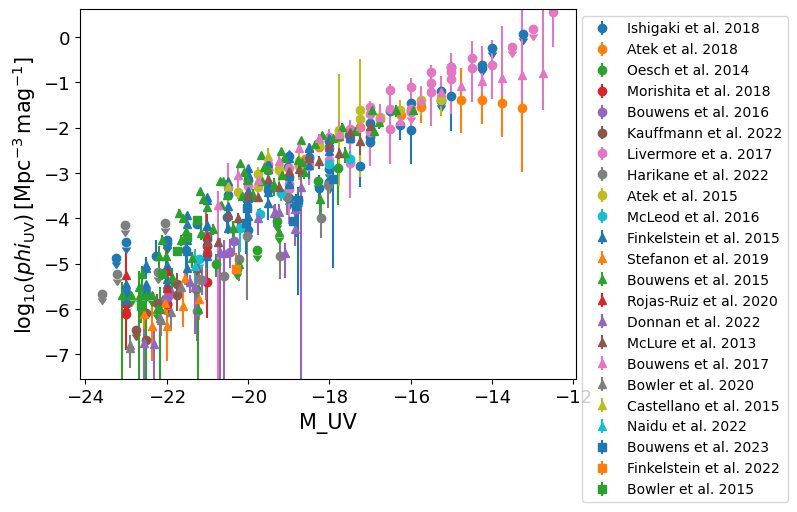 0
−1
−2
−3
−4
−5
−6
−7
log₁₀(phi_UV) [Mpc⁻³ mag⁻¹]
−24
−22
−20
−18
−16
−14
−12
M_UV
Ishigaki et al. 2018
Atek et al. 2018
Oesch et al. 2014
Morishita et al. 2018
Bouwens et al. 2016
Kauffmann et al. 2022
Livermore et a. 2017
Harikane et al. 2022
Atek et al. 2015
McLeod et al. 2016
Finkelstein et al. 2015
Stefanon et al. 2019
Bouwens et al. 2015
Rojas-Ruiz et al. 2020
Donnan et al. 2022
McLure et al. 2013
Bouwens et al. 2017
Bowler et al. 2020
Castellano et al. 2015
Naidu et al. 2022
Bouwens et al. 2023
Finkelstein et al. 2022
Bowler et al. 2015